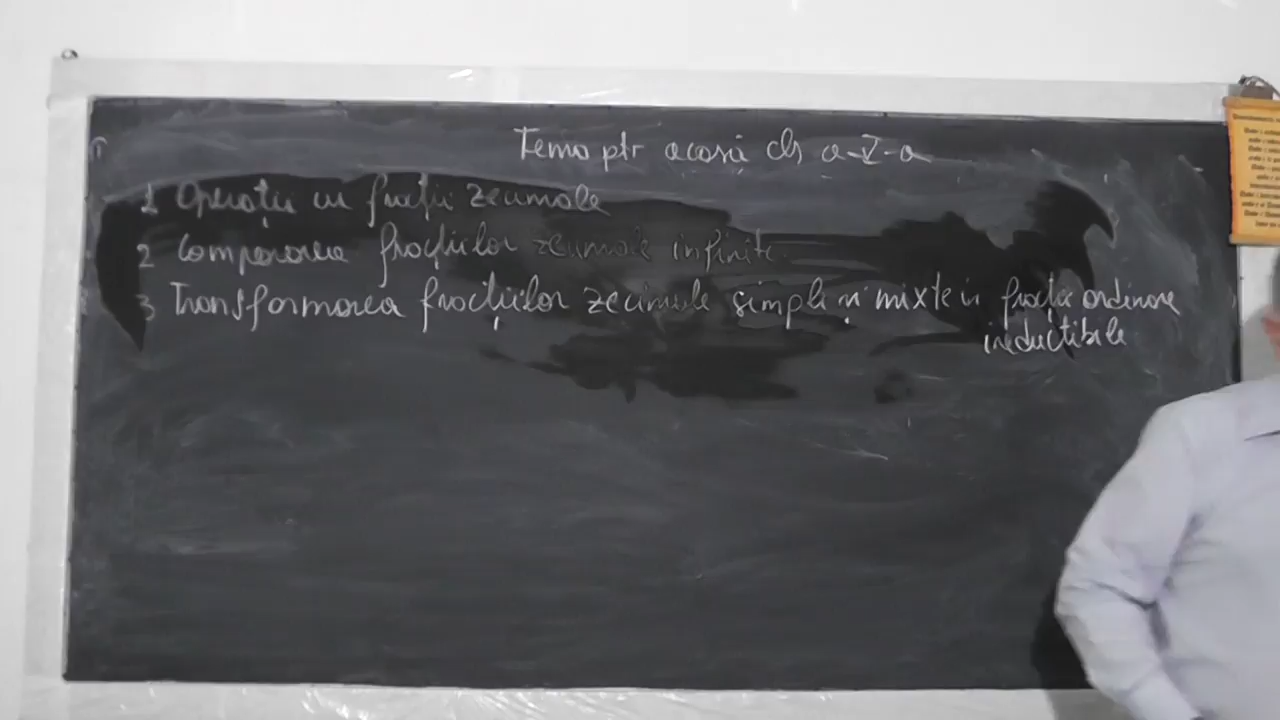 Tema ptr acasă cls a-V-a
1 Operații cu fracții zecimale
2 Compararea fracțiilor zecimale infinite.
3 Transformarea fracțiilor zecimale simple și mixte în fracții ordinare
ireductibile